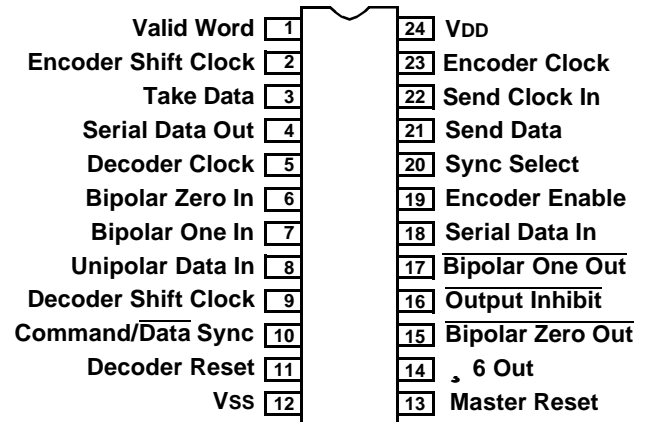 Valid Word 1
Encoder Shift Clock 2
Take Data 3
Serial Data Out 4
Decoder Clock 5
Bipolar Zero In 6
Bipolar One In 7
Unipolar Data In 8
Decoder Shift Clock 9
Command/Data Sync 10
Decoder Reset 11
VSS 12
24 VDD
23 Encoder Clock
22 Send Clock In
21 Send Data
20 Sync Select
19 Encoder Enable
18 Serial Data In
17 Bipolar One Out
16 Output Inhibit
15 Bipolar Zero Out
14 ¸ 6 Out
13 Master Reset